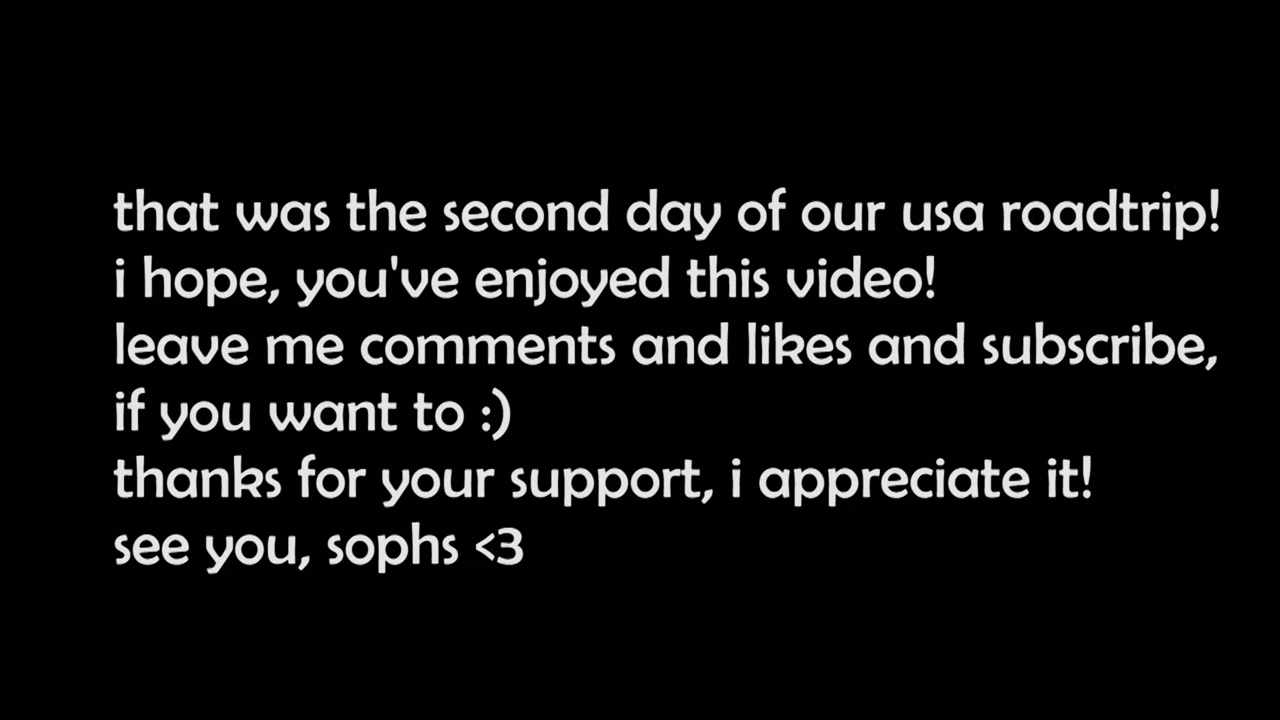 that was the second day of our usa roadtrip!
i hope, you've enjoyed this video!
leave me comments and likes and subscribe,
if you want to :)
thanks for your support, i appreciate it!
see you, sophs <3